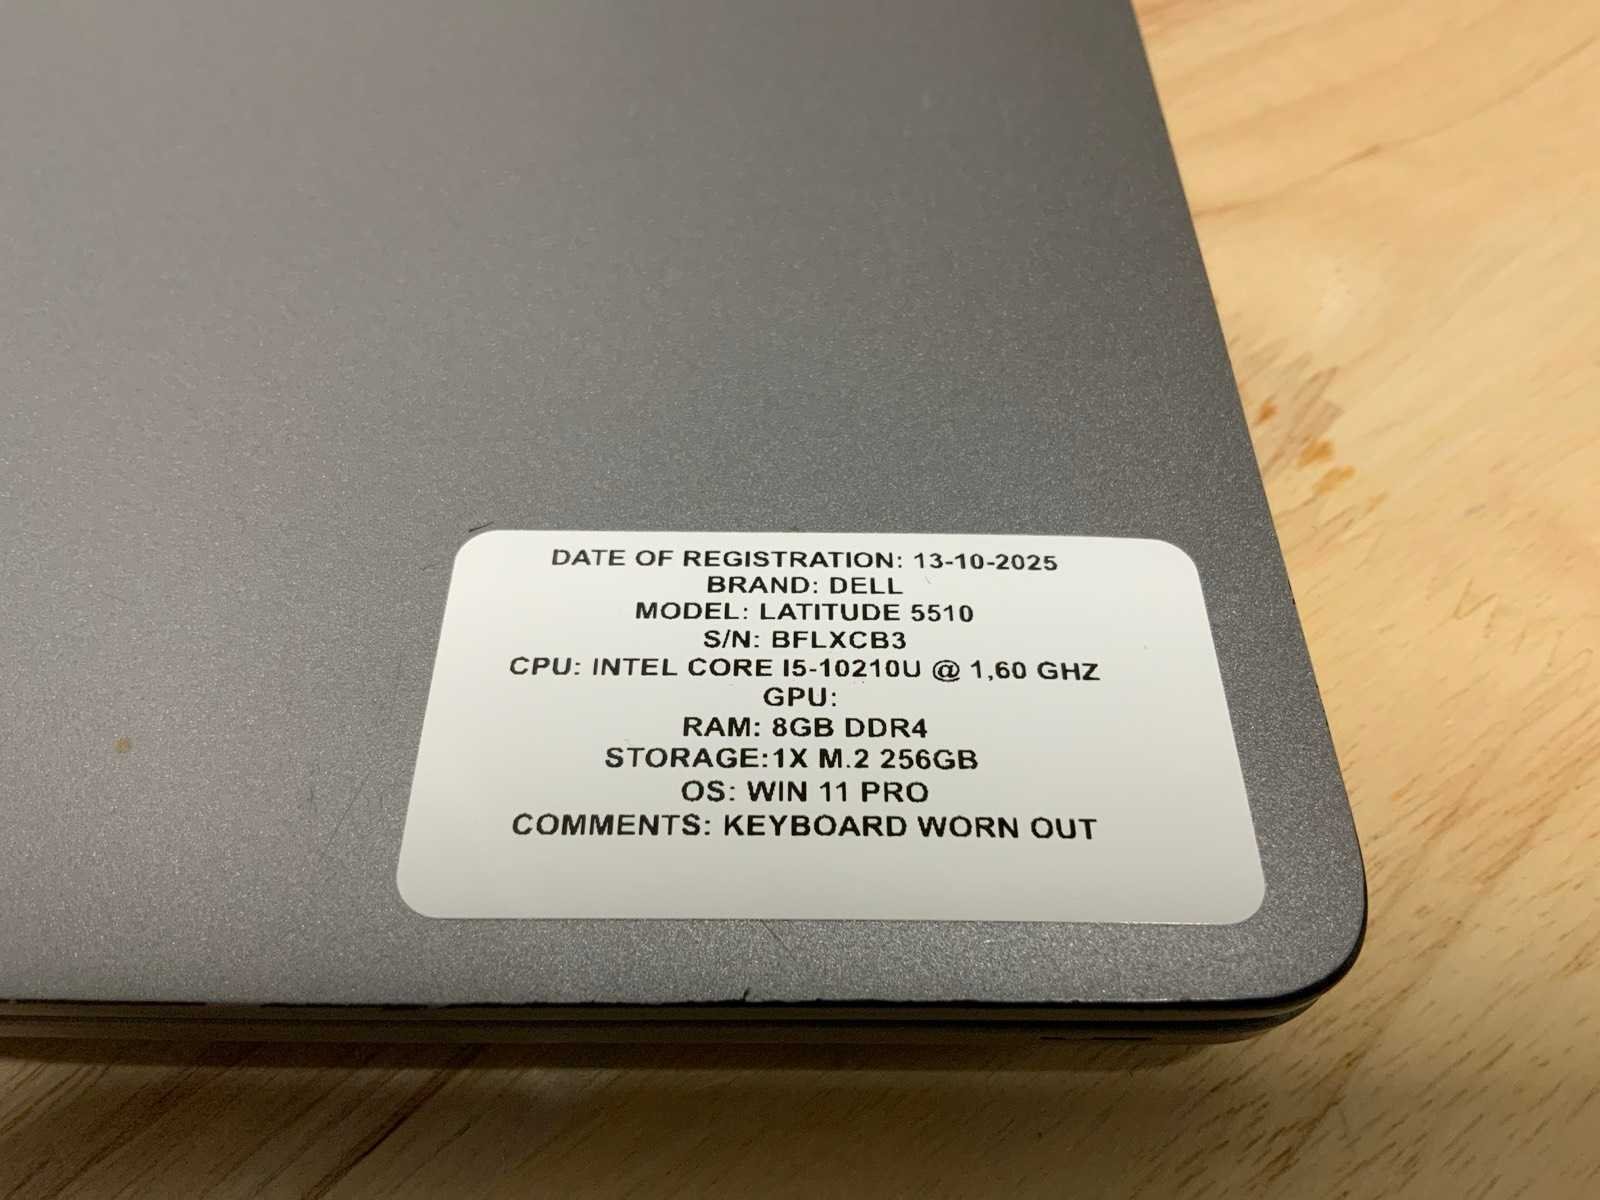 DATE OF REGISTRATION: 13-10-2025
BRAND: DELL
MODEL: LATITUDE 5510
S/N: BFLXCB3
CPU: INTEL CORE I5-10210U @ 1,60 GHZ
GPU:
RAM: 8GB DDR4
STORAGE:1X M.2 256GB
OS: WIN 11 PRO
COMMENTS: KEYBOARD WORN OUT